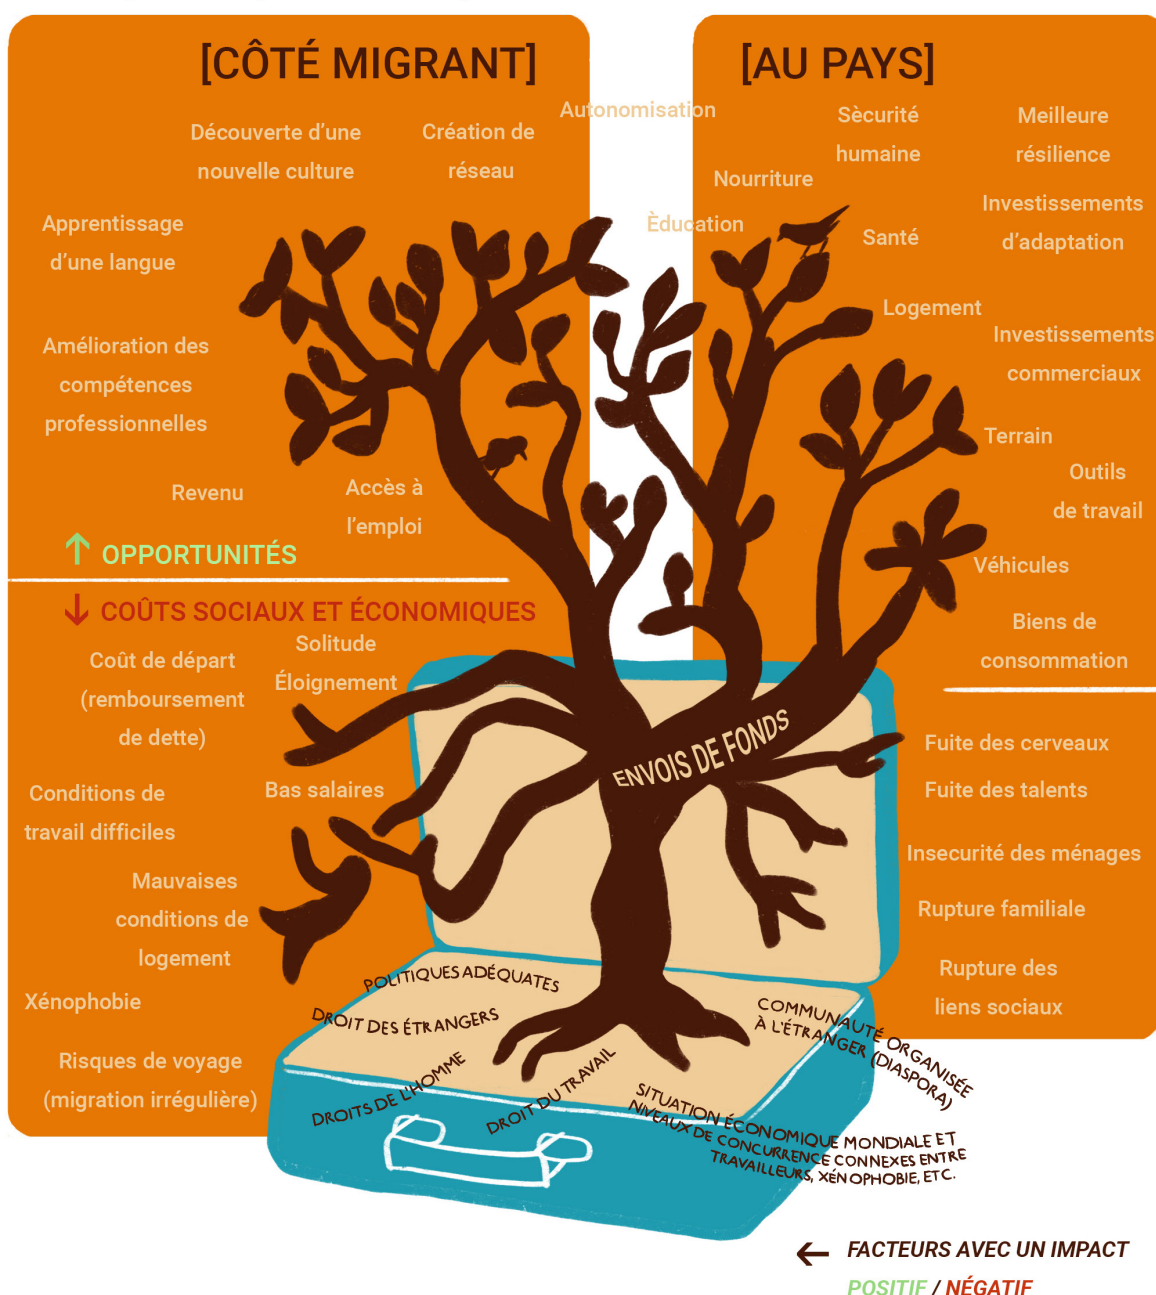 [CÔTÉ MIGRANT]
Découverte d’une
nouvelle culture
Création de
réseau
Apprentissage
d’une langue
Amélioration des
compétences
professionnelles
Revenu
Accès à
l’emploi
↑ OPPORTUNITÉS
↓ COÛTS SOCIAUX ET ÉCONOMIQUES
Solitude
Éloignement
Coût de départ
(remboursement
de dette)
Conditions de
travail difficiles
Bas salaires
Mauvaises
conditions de
logement
Xénophobie
Risques de voyage
(migration irrégulière)
Autonomisation
Èducation
[AU PAYS]
Sècurité
humaine
Meilleure
résilience
Nourriture
Investissements
d’adaptation
Santé
Logement
Investissements
commerciaux
Terrain
Outils
de travail
Véhicules
Biens de
consommation
Fuite des cerveaux
Fuite des talents
Insecurité des ménages
Rupture familiale
Rupture des
liens sociaux
ENVOIS DE FONDS
POLITIQUES ADÉQUATES
DROIT DES ÉTRANGERS
DROITS DE L'HOMME
DROIT DU TRAVAIL
COMMUNAUTÉ ORGANISÉE
À L'ÉTRANGER (DIASPORA)
SITUATION ÉCONOMIQUE MONDIALE ET
NIVEAUX DE CONCURRENCE CONNEXES ENTRE
TRAVAILLEURS, XÉNOPHOBIE, ETC.
← FACTEURS AVEC UN IMPACT
POSITIF / NÉGATIF